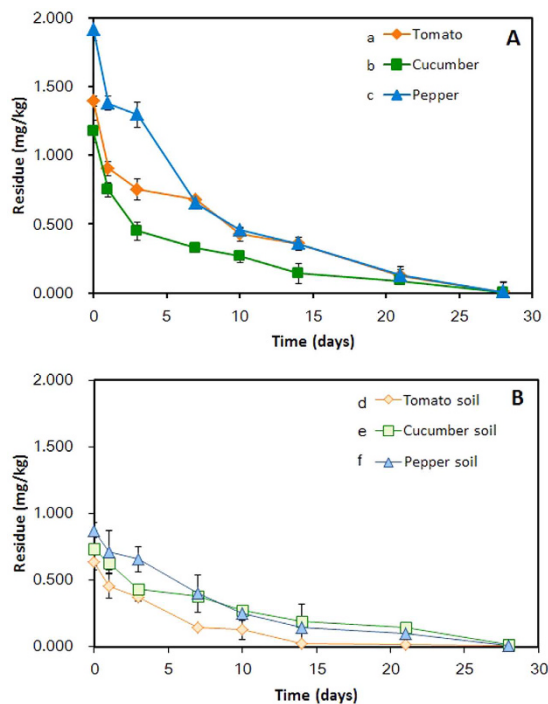 2.000
A
a Tomato
b Cucumber
c Pepper
1.500
1.000
0.500
0.000
Residue (mg/kg)
0 5 10 15 20 25 30
Time (days)
2.000
B
d Tomato soil
e Cucumber soil
f Pepper soil
1.500
1.000
0.500
0.000
Residue (mg/kg)
0 5 10 15 20 25 30
Time (days)